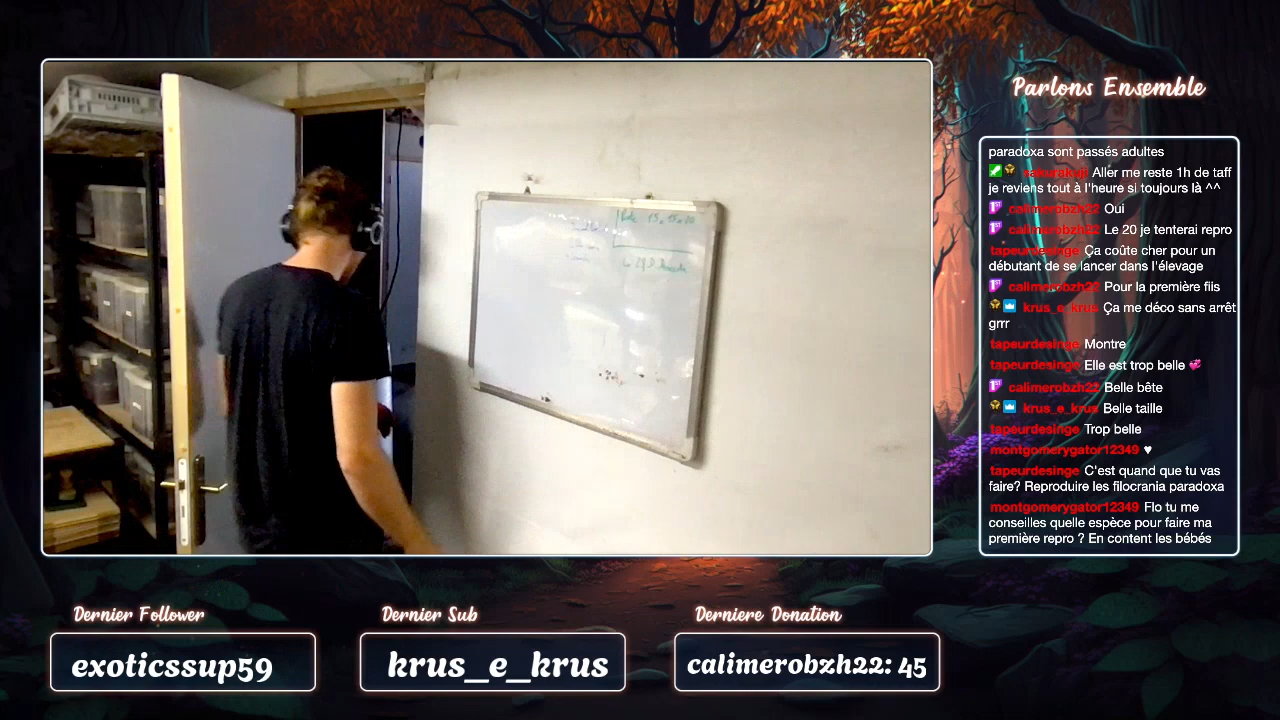 Parlons Ensemble
paradoxa sont passés adultes
sakurakuji Aller me reste 1h de taff
je reviens tout à l'heure si toujours là ^^
calimerobzh22 Oui
calimerobzh22 Le 20 je tenterai repro
tapeurdesinge Ça coûte cher pour un
débutant de se lancer dans l'élevage
calimerobzh22 Pour la première fiis
krus_e_krus Ça me déco sans arrêt
grrr
tapeurdesinge Montre
tapeurdesinge Elle est trop belle 💞
calimerobzh22 Belle bête
krus_e_krus Belle taille
tapeurdesinge Trop belle
montgomerygator12349 ♥
tapeurdesinge C'est quand que tu vas
faire? Reproduire les filocrania paradoxa
montgomerygator12349 Flo tu me
conseilles quelle espèce pour faire ma
première repro ? En content les bébés
Dernier Follower
exoticssup59
Dernier Sub
krus_e_krus
Derniere Donation
calimerobzh22: 45